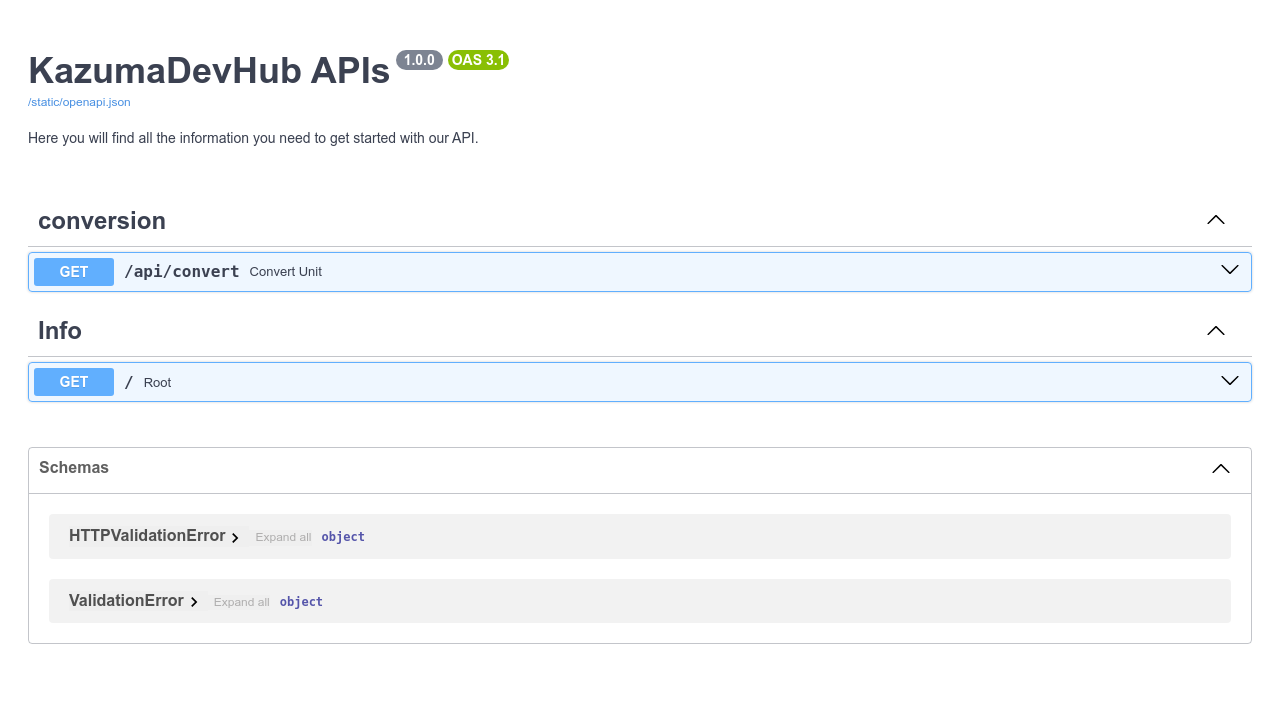 KazumaDevHub APIs 1.0.0 OAS 3.1
/static/openapi.json
Here you will find all the information you need to get started with our API.
conversion
GET /api/convert Convert Unit
Info
GET / Root
Schemas
HTTPValidationError Expand all object
ValidationError Expand all object